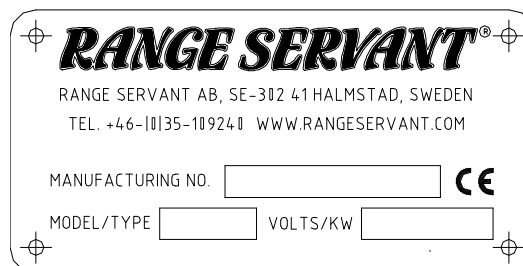 RANGE SERVANT®
RANGE SERVANT AB, SE-302 41 HALMSTAD, SWEDEN
TEL. +46-|0|35-109240 WWW.RANGESERVANT.COM
MANUFACTURING NO. CE
MODEL/TYPE VOLTS/KW